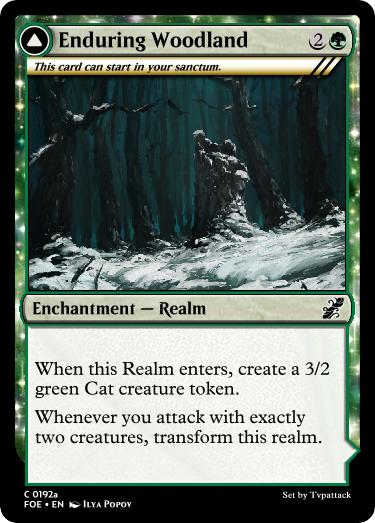 Enduring Woodland 2
This card can start in your sanctum.
Enchantment — Realm
When this Realm enters, create a 3/2
green Cat creature token.
Whenever you attack with exactly
two creatures, transform this realm.
C 0192a
FOE • EN Ilya Popov
Set by Tvpattack